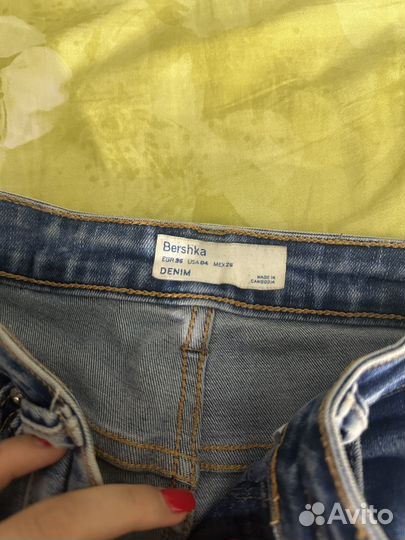 Bershka
EUR 36 USA 04 MEX 26
DENIM
MADE IN
CAMBODIA
Avito